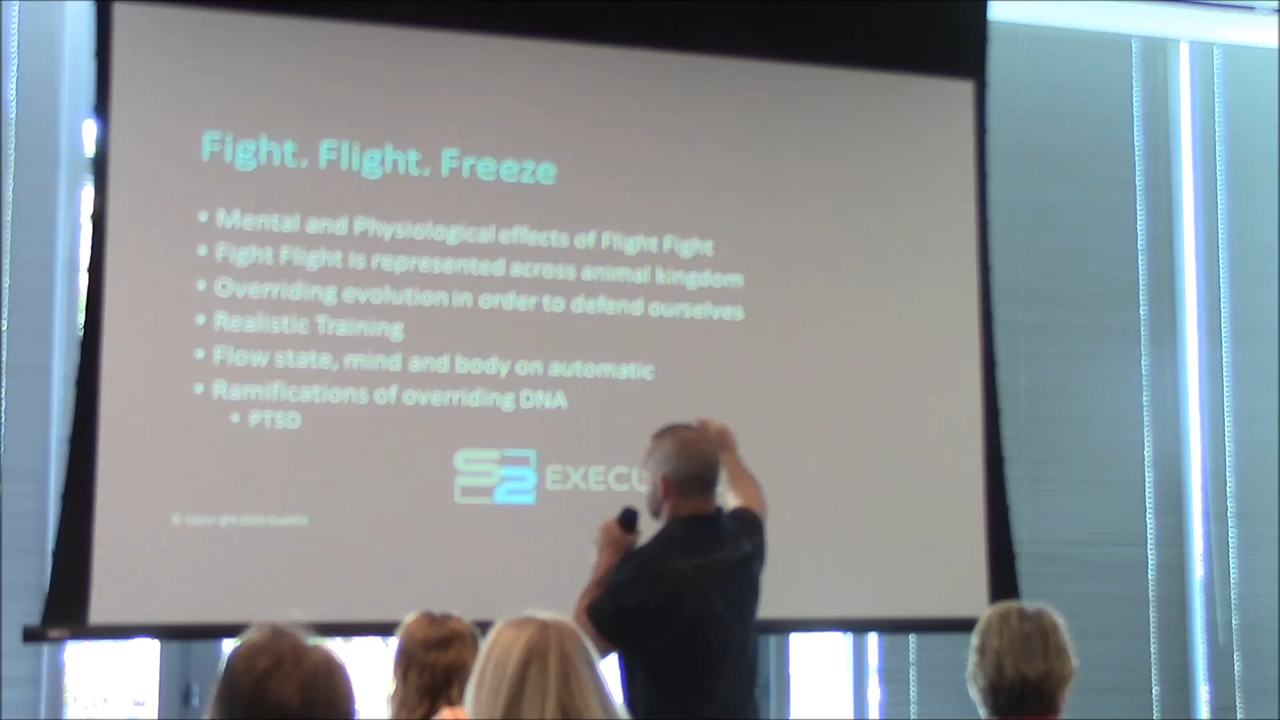 Fight. Flight. Freeze
• Mental and Physiological effects of Flight Fight
• Fight Flight is represented across animal kingdom
• Overriding evolution in order to defend ourselves
• Realistic Training
• Flow state, mind and body on automatic
• Ramifications of overriding DNA
• PTSD
S2 EXECU
© Copyright